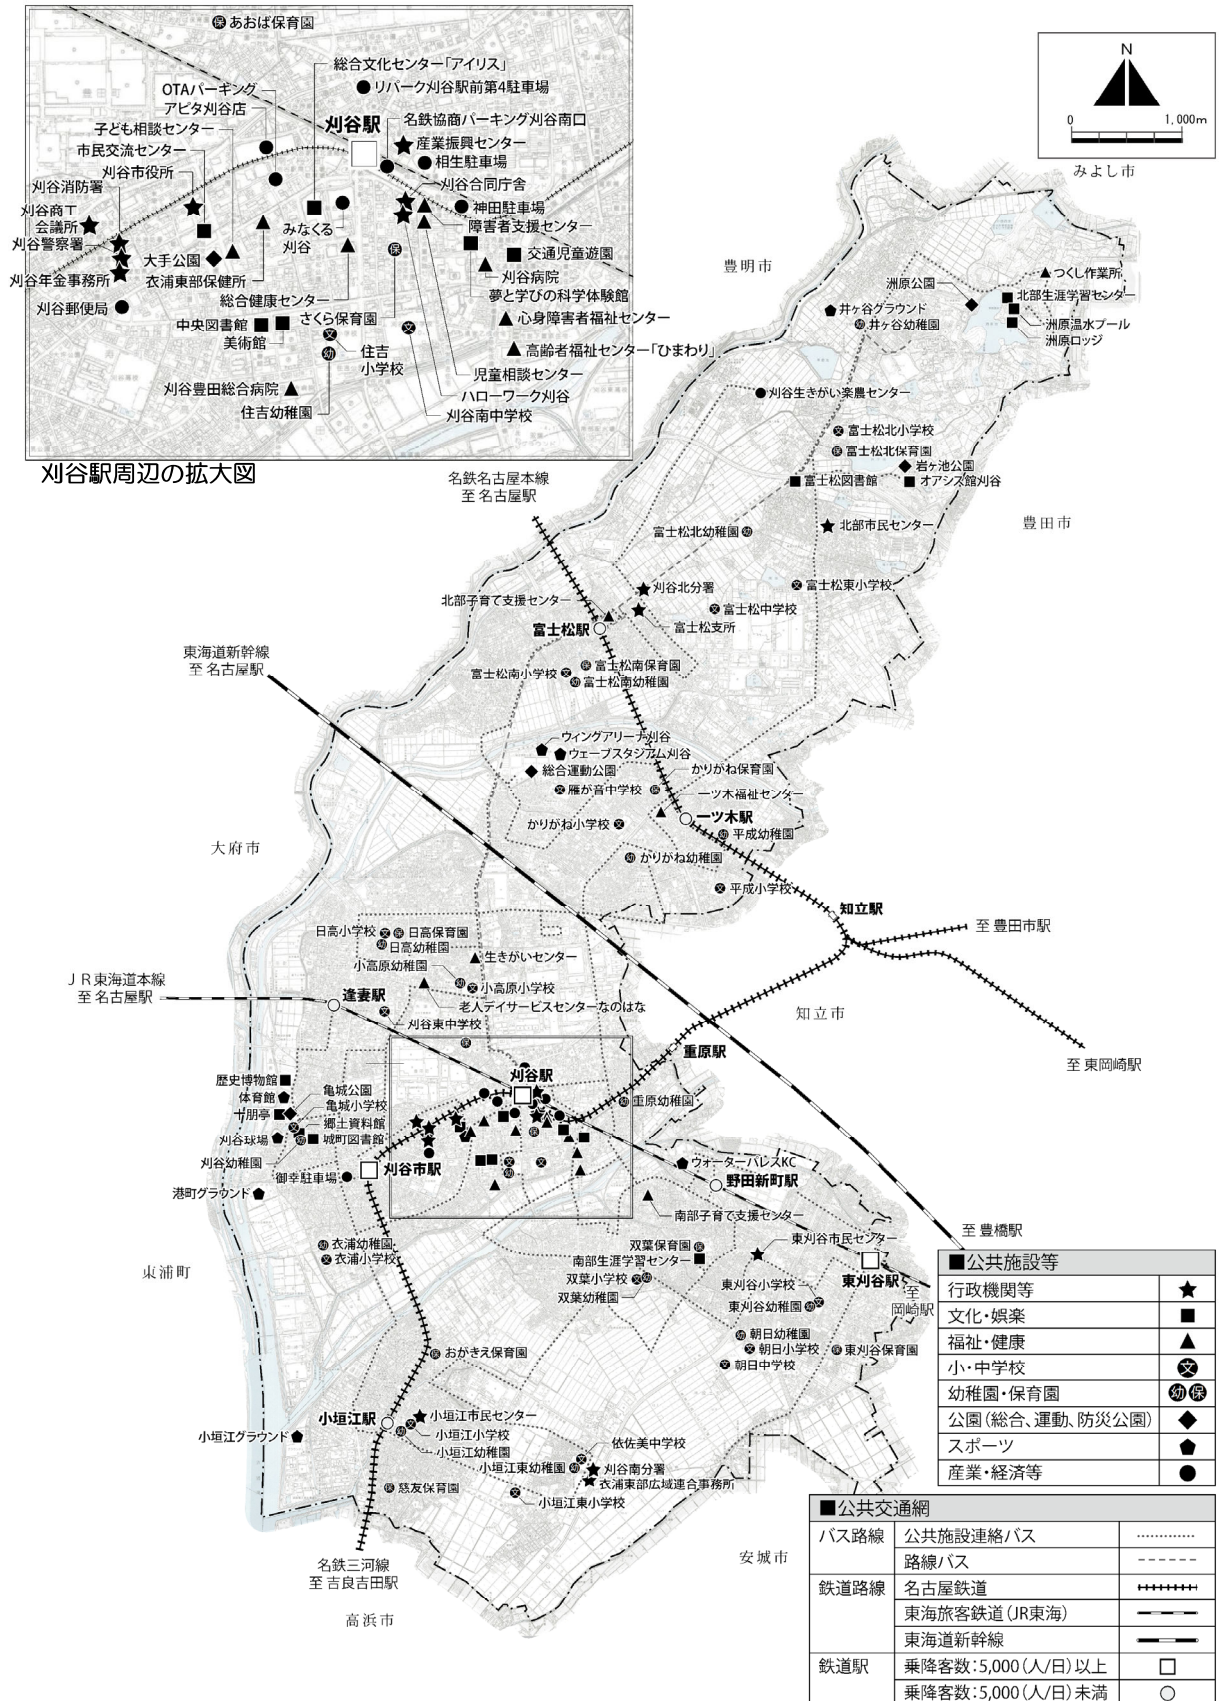 あおば保育園
総合文化センター「アイリス」
リパーク刈谷駅前第4駐車場
OTAパーキング
アピタ刈谷店
刈谷駅
名鉄協商パーキング刈谷南口
子ども相談センター
産業振興センター
市民交流センター
相生駐車場
刈谷市役所
刈谷合同庁舎
刈谷消防署
神田駐車場
刈谷商工
会議所
みなくる
刈谷
障害者支援センター
刈谷警察署
大手公園
保
交通児童遊園
刈谷年金事務所
衣浦東部保健所
刈谷病院
総合健康センター
夢と学びの科学体験館
刈谷郵便局
さくら保育園
心身障害者福祉センター
中央図書館
美術館
住吉
小学校
高齢者福祉センター「ひまわり」
児童相談センター
刈谷豊田総合病院
ハローワーク刈谷
住吉幼稚園
刈谷南中学校
刈谷駅周辺の拡大図
N
0 1,000m
みよし市
豊明市
つくし作業所
洲原公園
北部生涯学習センター
井ヶ谷グラウンド
洲原温水プール
井ヶ谷幼稚園
洲原ロッジ
刈谷生きがい楽農センター
富士松北小学校
富士松北保育園
岩ヶ池公園
富士松図書館
オアシス館刈谷
名鉄名古屋本線
至 名古屋駅
豊田市
北部市民センター
富士松北幼稚園
刈谷北分署
富士松東小学校
北部子育て支援センター
富士松中学校
富士松駅
富士松支所
東海道新幹線
至 名古屋駅
富士松南保育園
富士松南小学校
富士松南幼稚園
ウィングアリーナ刈谷
ウェーブスタジアム刈谷
総合運動公園
かりがね保育園
雁が音中学校
一ツ木福祉センター
かりがね小学校
一ツ木駅
平成幼稚園
大府市
かりがね幼稚園
平成小学校
知立駅
至 豊田市駅
日高小学校
日高保育園
日高幼稚園
生きがいセンター
小高原幼稚園
小高原小学校
JR東海道本線
至 名古屋駅
逢妻駅
老人デイサービスセンターなのはな
刈谷東中学校
知立市
至 東岡崎駅
重原駅
刈谷駅
歴史博物館
体育館
亀城公園
重原幼稚園
十朋亭
亀城小学校
郷土資料館
刈谷球場
城町図書館
刈谷幼稚園
刈谷市駅
ウォーターパレスKC
御幸駐車場
野田新町駅
港町グラウンド
南部子育て支援センター
至 豊橋駅
衣浦幼稚園
双葉保育園
東刈谷市民センター
衣浦小学校
南部生涯学習センター
東浦町
双葉小学校
東刈谷小学校
東刈谷駅
双葉幼稚園
東刈谷幼稚園
至
岡崎駅
朝日幼稚園
朝日小学校
東刈谷保育園
おがきえ保育園
朝日中学校
小垣江駅
小垣江市民センター
小垣江グラウンド
小垣江小学校
依佐美中学校
小垣江幼稚園
小垣江東幼稚園
刈谷南分署
慈友保育園
衣浦東部広域連合事務所
小垣江東小学校
名鉄三河線
至 吉良吉田駅
安城市
高浜市
■公共施設等
行政機関等 ★
文化・娯楽 ■
福祉・健康 ▲
小・中学校 文
幼稚園・保育園 幼 保
公園(総合、運動、防災公園) ◆
スポーツ
産業・経済等 ●
■公共交通網
バス路線 公共施設連絡バス
路線バス
鉄道路線 名古屋鉄道
東海旅客鉄道(JR東海)
東海道新幹線
鉄道駅 乗降客数:5,000(人/日)以上 □
乗降客数:5,000(人/日)未満 ○